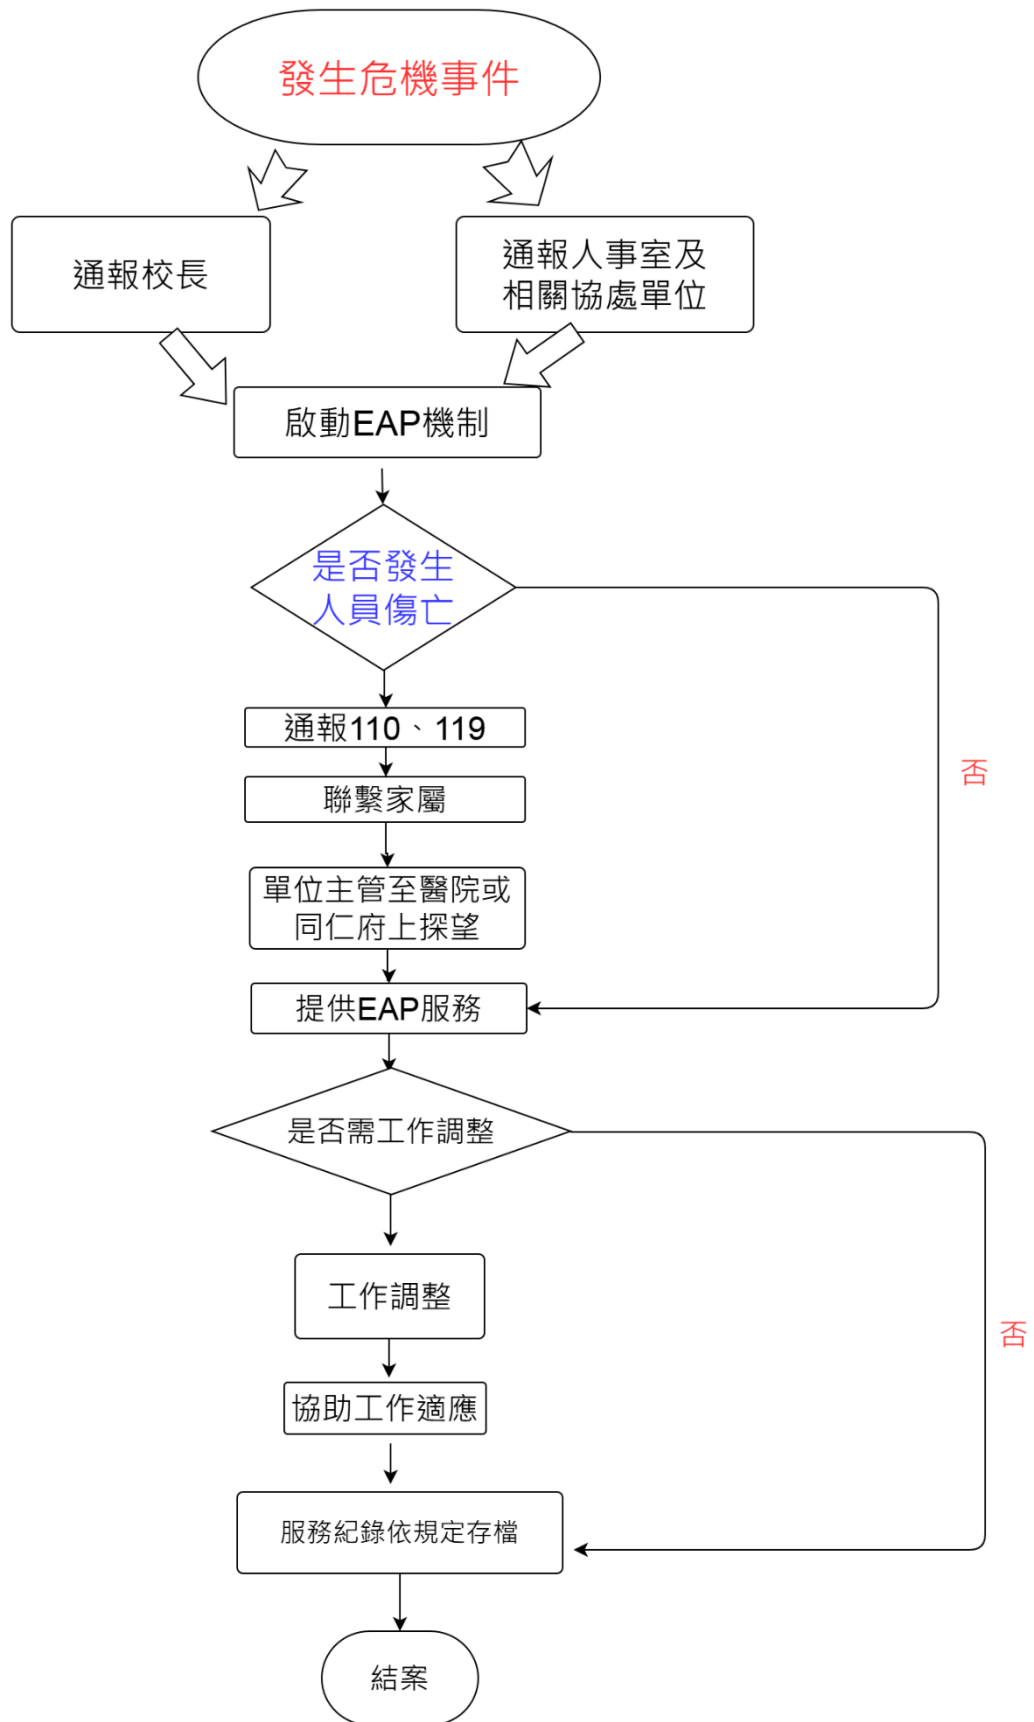 發生危機事件
通報校長
通報人事室及
相關協處單位
啟動EAP機制
是否發生
人員傷亡
通報110、119
聯繫家屬
否
單位主管至醫院或
同仁府上探望
提供EAP服務
是否需工作調整
工作調整
否
協助工作適應
服務紀錄依規定存檔
結案